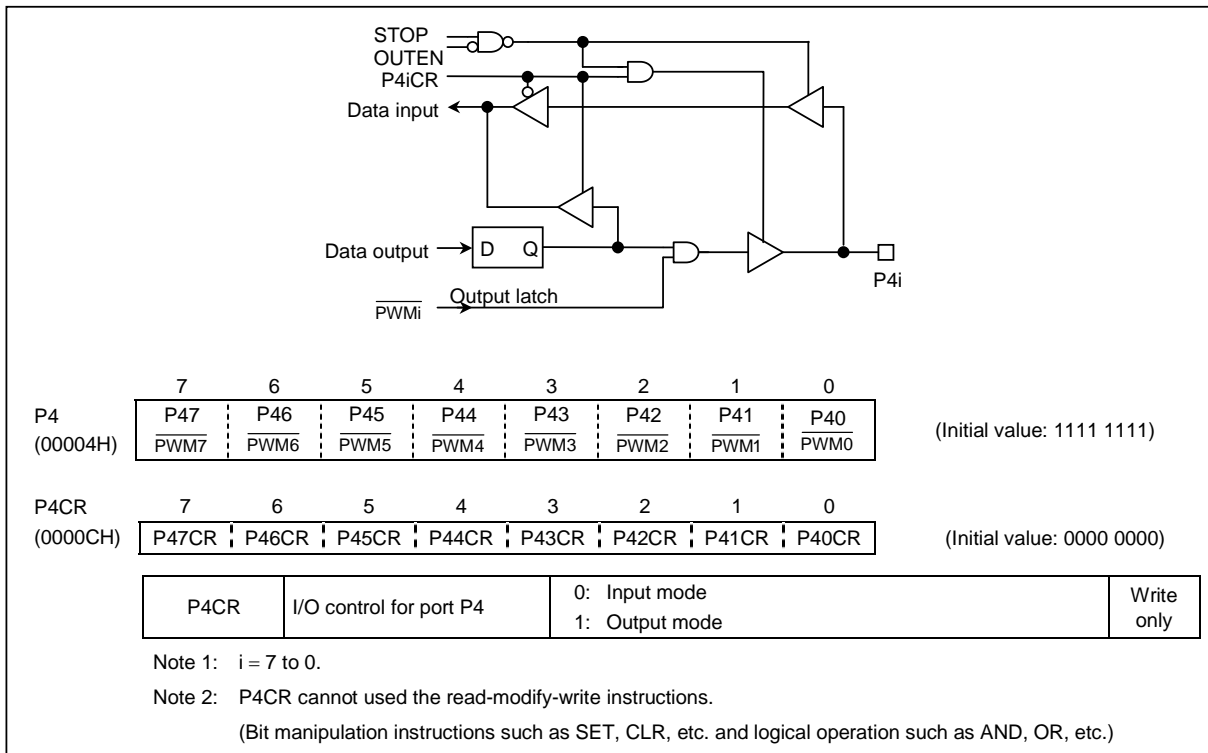 STOP
OUTEN
P4iCR
Data input
Data output
D Q
P4i
Output latch
PWMi
7 6 5 4 3 2 1 0
P4 P47 P46 P45 P44 P43 P42 P41 P40 (Initial value: 1111 1111)
(00004H) PWM7 PWM6 PWM5 PWM4 PWM3 PWM2 PWM1 PWM0
P4CR 7 6 5 4 3 2 1 0
(0000CH) P47CR P46CR P45CR P44CR P43CR P42CR P41CR P40CR (Initial value: 0000 0000)
P4CR I/O control for port P4 0: Input mode Write
1: Output mode only
Note 1: i = 7 to 0.
Note 2: P4CR cannot used the read-modify-write instructions.
(Bit manipulation instructions such as SET, CLR, etc. and logical operation such as AND, OR, etc.)